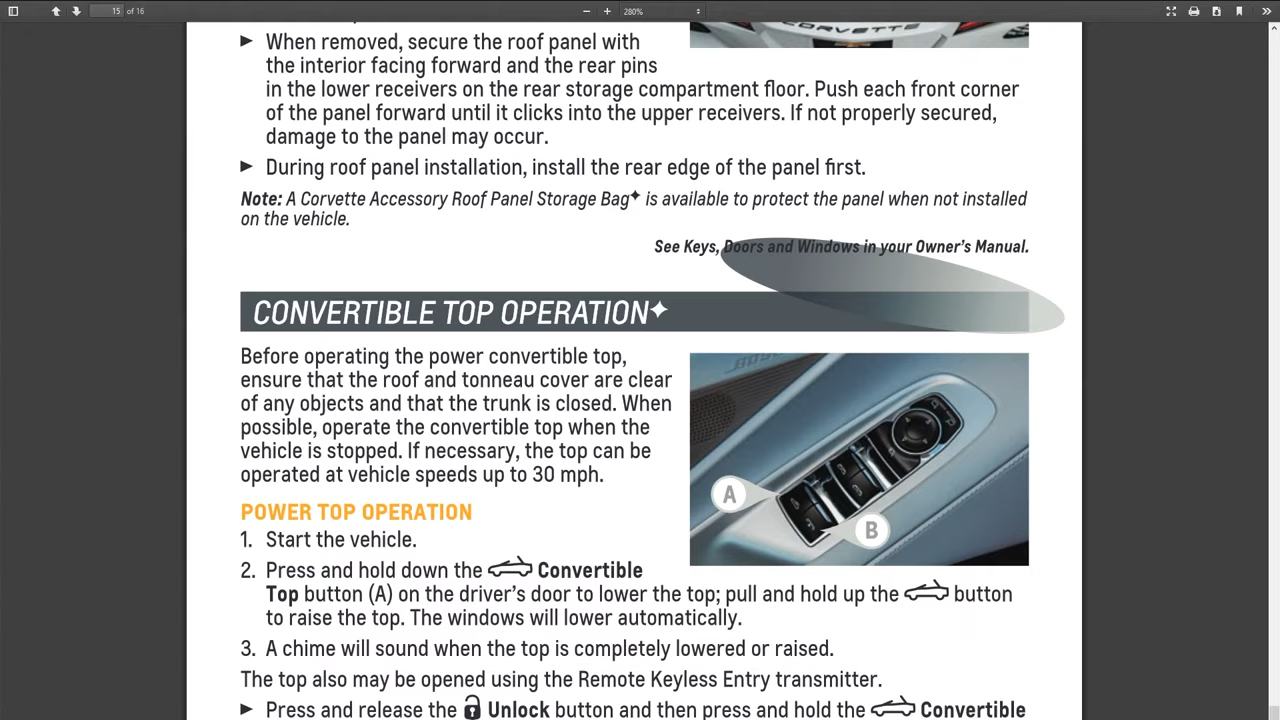 15 of 16
280%
CORVETTE
When removed, secure the roof panel with
the interior facing forward and the rear pins
in the lower receivers on the rear storage compartment floor. Push each front corner
of the panel forward until it clicks into the upper receivers. If not properly secured,
damage to the panel may occur.
During roof panel installation, install the rear edge of the panel first.
Note: A Corvette Accessory Roof Panel Storage Bag✦ is available to protect the panel when not installed
on the vehicle.
See Keys, Doors and Windows in your Owner's Manual.
CONVERTIBLE TOP OPERATION✦
Before operating the power convertible top,
ensure that the roof and tonneau cover are clear
of any objects and that the trunk is closed. When
possible, operate the convertible top when the
vehicle is stopped. If necessary, the top can be
operated at vehicle speeds up to 30 mph.
A
B
POWER TOP OPERATION
1. Start the vehicle.
2. Press and hold down the Convertible
Top button (A) on the driver's door to lower the top; pull and hold up the button
to raise the top. The windows will lower automatically.
3. A chime will sound when the top is completely lowered or raised.
The top also may be opened using the Remote Keyless Entry transmitter.
Press and release the Unlock button and then press and hold the Convertible